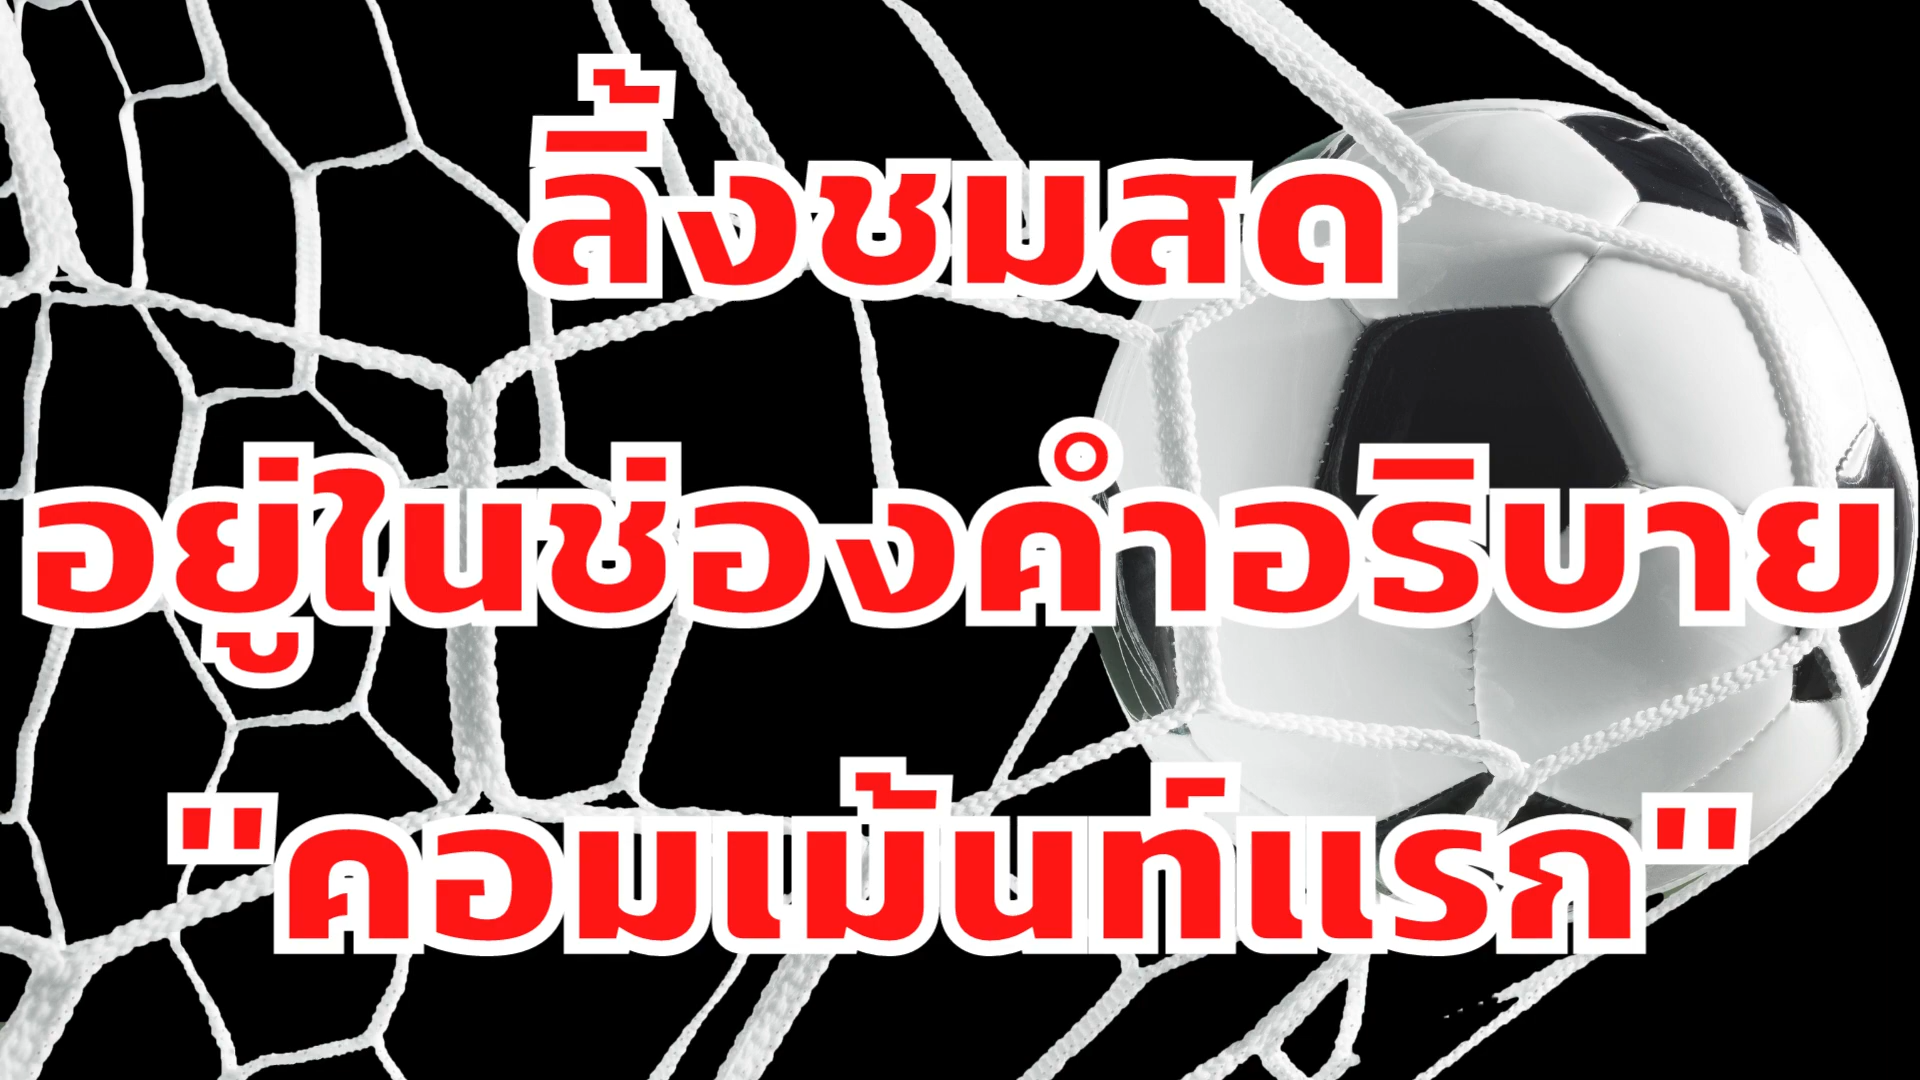 ลิ้งชมสด
อยู่ในช่องคำอริบาย
"คอมเม้นท์แรก"